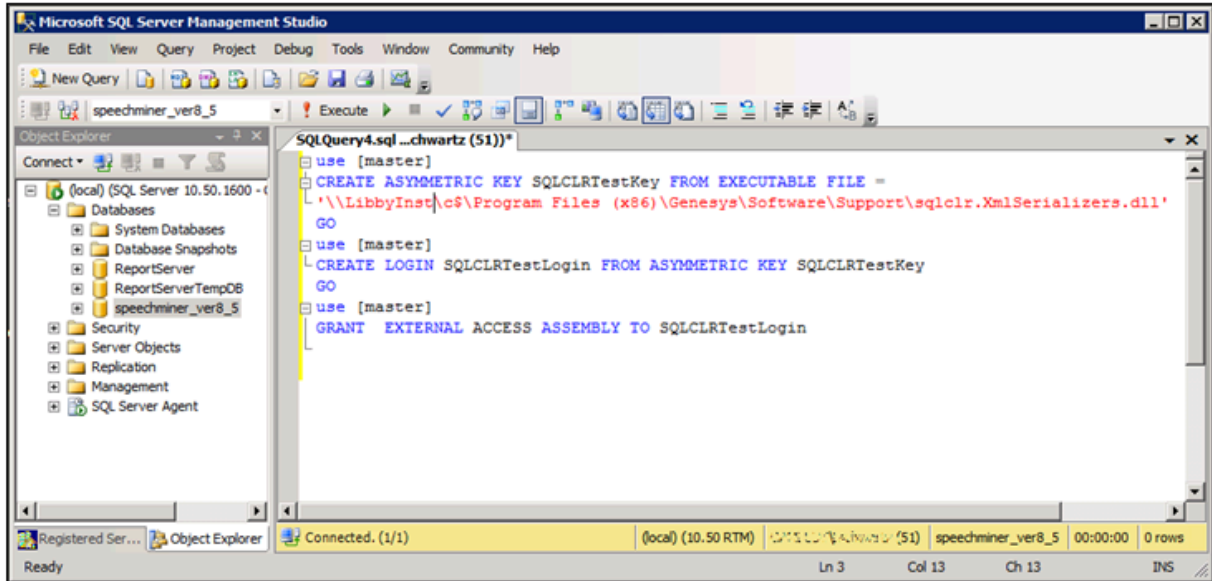 Microsoft SQL Server Management Studio
File Edit View Query Project Debug Tools Window Community Help
New Query
speechminer_ver8_5 Execute
Object Explorer
SQLQuery4.sql ...chwartz (51))*
Connect
(local) (SQL Server 10.50.1600 - (
Databases
System Databases
Database Snapshots
ReportServer
ReportServerTempDB
speechminer_ver8_5
Security
Server Objects
Replication
Management
SQL Server Agent
use [master]
CREATE ASYMMETRIC KEY SQLCLRTestKey FROM EXECUTABLE FILE =
'\\LibbyInst\c$\Program Files (x86)\Genesys\Software\Support\sqlclr.XmlSerializers.dll'
GO
use [master]
CREATE LOGIN SQLCLRTestLogin FROM ASYMMETRIC KEY SQLCLRTestKey
GO
use [master]
GRANT  EXTERNAL ACCESS ASSEMBLY TO SQLCLRTestLogin
Registered Ser... Object Explorer
Connected. (1/1) (local) (10.50 RTM) (51) speechminer_ver8_5 00:00:00 0 rows
Ready Ln 3 Col 13 Ch 13 INS